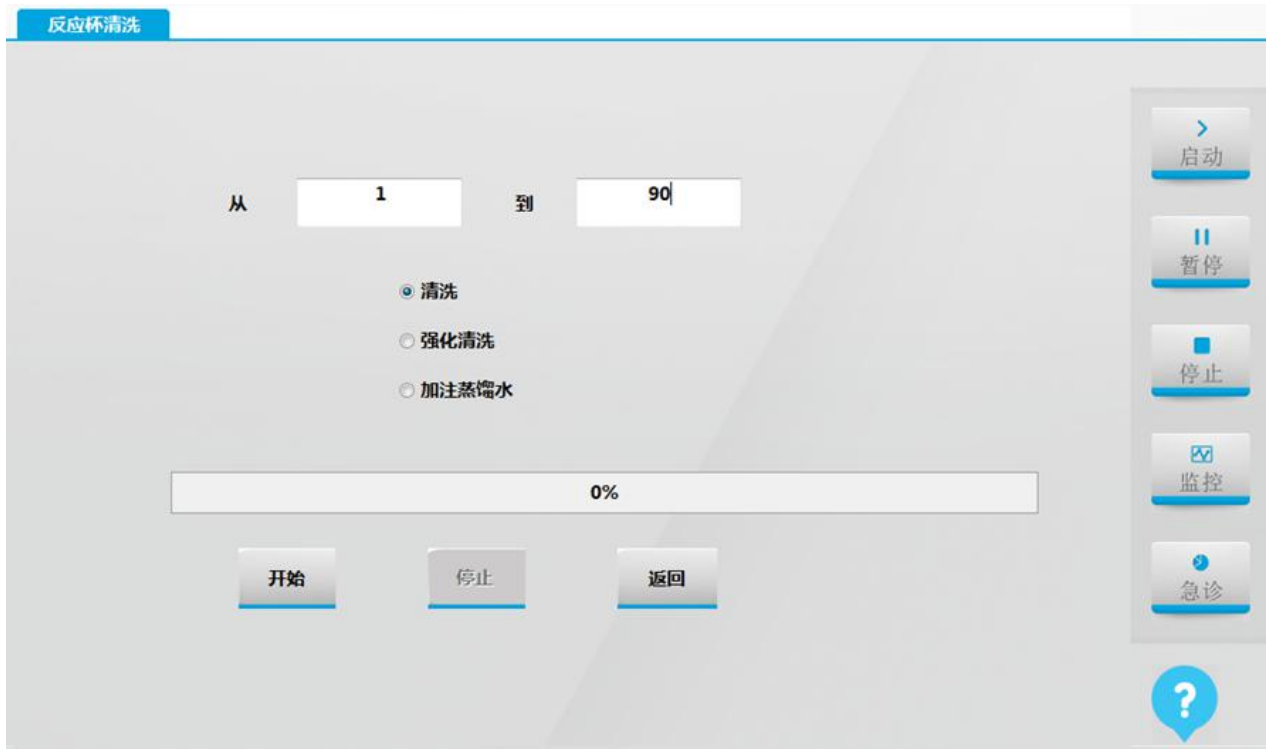 反应杯清洗
启动
从 1 到 90
暂停
清洗
强化清洗
停止
加注蒸馏水
监控
0%
开始 停止 返回
急诊
?